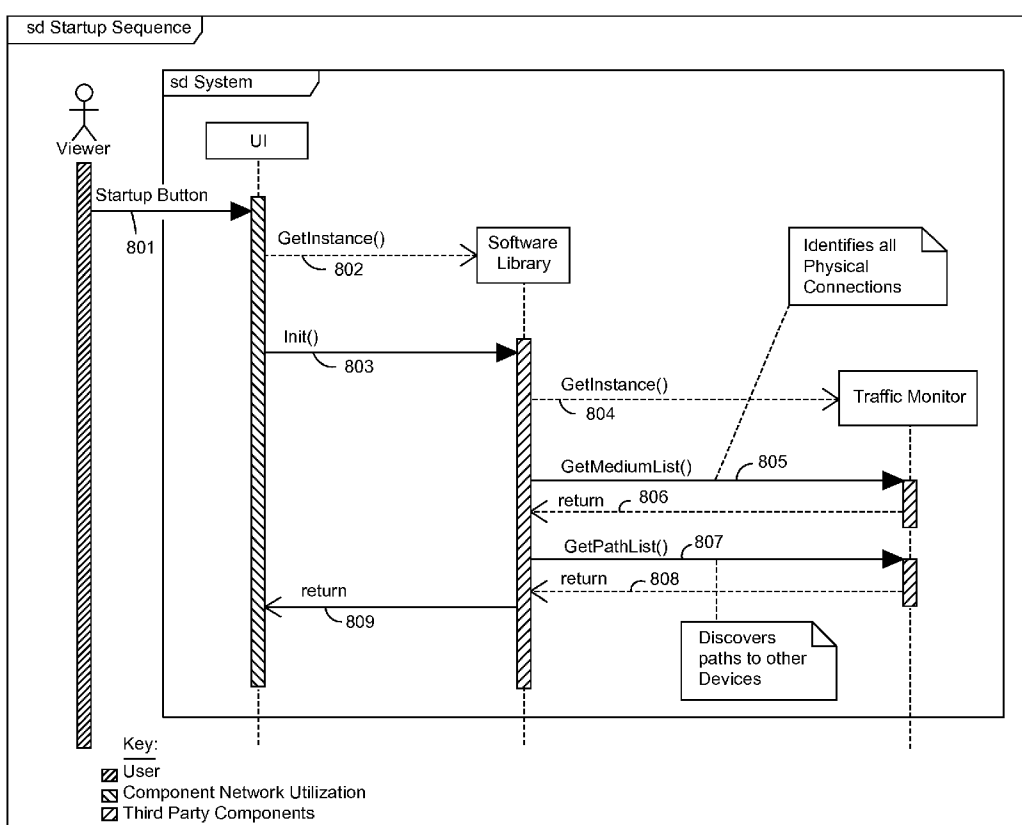 sd Startup Sequence
sd System
Viewer
UI
Startup Button
801
GetInstance()
802
Software
Library
Identifies all
Physical
Connections
Init()
803
GetInstance()
804
Traffic Monitor
GetMediumList()
805
return
806
GetPathList()
807
return
808
return
809
Discovers
paths to other
Devices
Key:
User
Component Network Utilization
Third Party Components